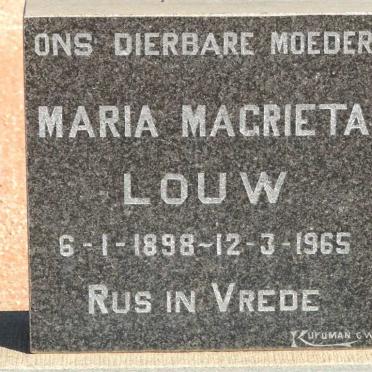 ONS DIERBARE MOEDER
MARIA MAGRIETA
LOUW
6-1-1898~12-3-1965
RUS IN VREDE
KURUMAN